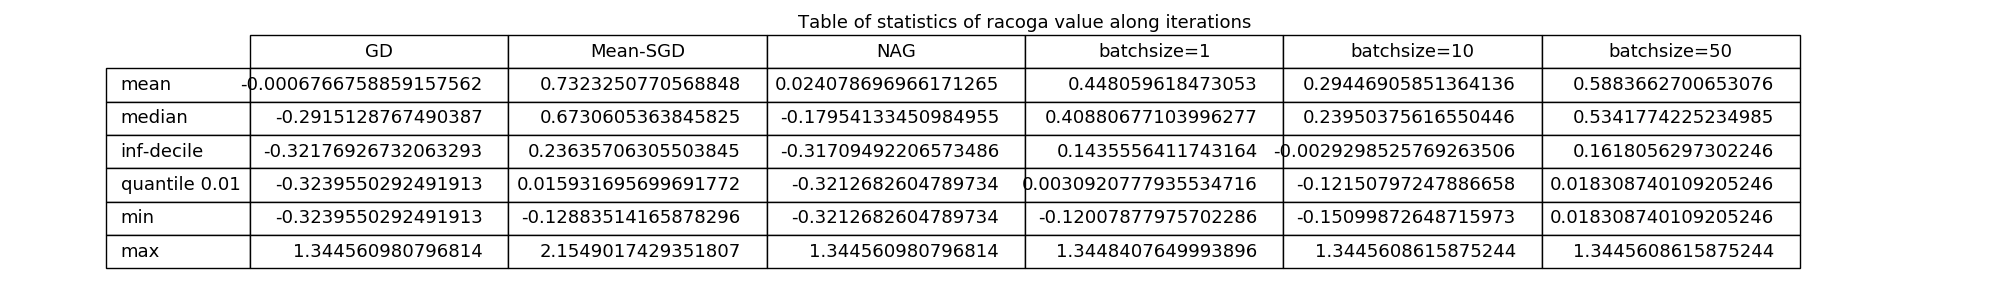 Table of statistics of racoga value along iterations
GD Mean-SGD NAG batchsize=1 batchsize=10 batchsize=50
mean -0.0006766758859157562 0.7323250770568848 0.024078696966171265 0.448059618473053 0.29446905851364136 0.5883662700653076
median -0.2915128767490387 0.6730605363845825 -0.17954133450984955 0.40880677103996277 0.23950375616550446 0.5341774225234985
inf-decile -0.32176926732063293 0.23635706305503845 -0.31709492206573486 0.1435556411743164 -0.0029298525769263506 0.1618056297302246
quantile 0.01 -0.3239550292491913 0.015931695699691772 -0.3212682604789734 0.0030920777935534716 -0.12150797247886658 0.018308740109205246
min -0.3239550292491913 -0.12883514165878296 -0.3212682604789734 -0.12007877975702286 -0.15099872648715973 0.018308740109205246
max 1.344560980796814 2.1549017429351807 1.344560980796814 1.3448407649993896 1.3445608615875244 1.3445608615875244